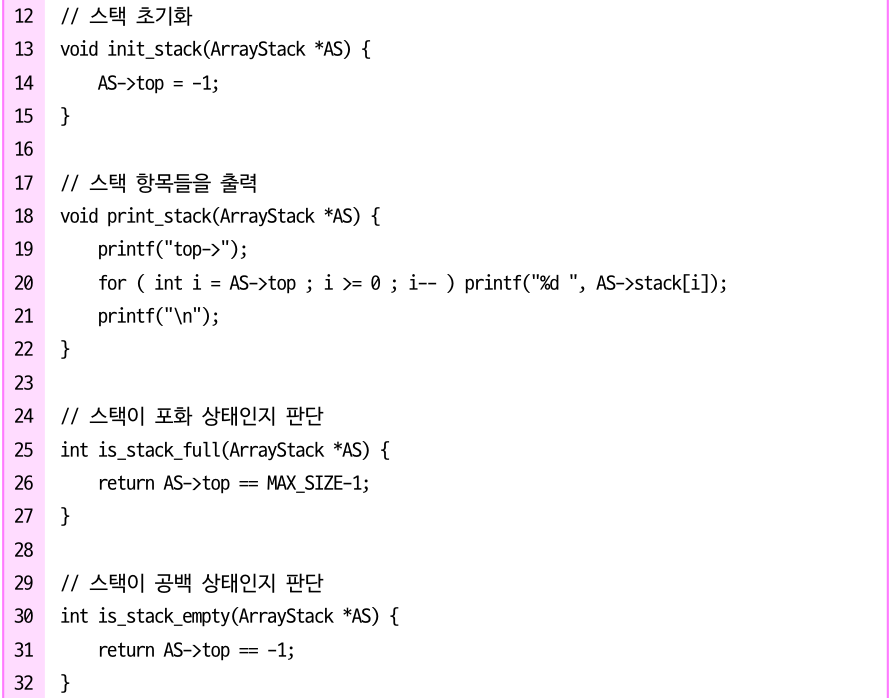 12 // 스택 초기화
13 void init_stack(ArrayStack *AS) {
14     AS->top = -1;
15 }
16
17 // 스택 항목들을 출력
18 void print_stack(ArrayStack *AS) {
19     printf("top->");
20     for ( int i = AS->top ; i >= 0 ; i-- ) printf("%d ", AS->stack[i]);
21     printf("\n");
22 }
23
24 // 스택이 포화 상태인지 판단
25 int is_stack_full(ArrayStack *AS) {
26     return AS->top == MAX_SIZE-1;
27 }
28
29 // 스택이 공백 상태인지 판단
30 int is_stack_empty(ArrayStack *AS) {
31     return AS->top == -1;
32 }